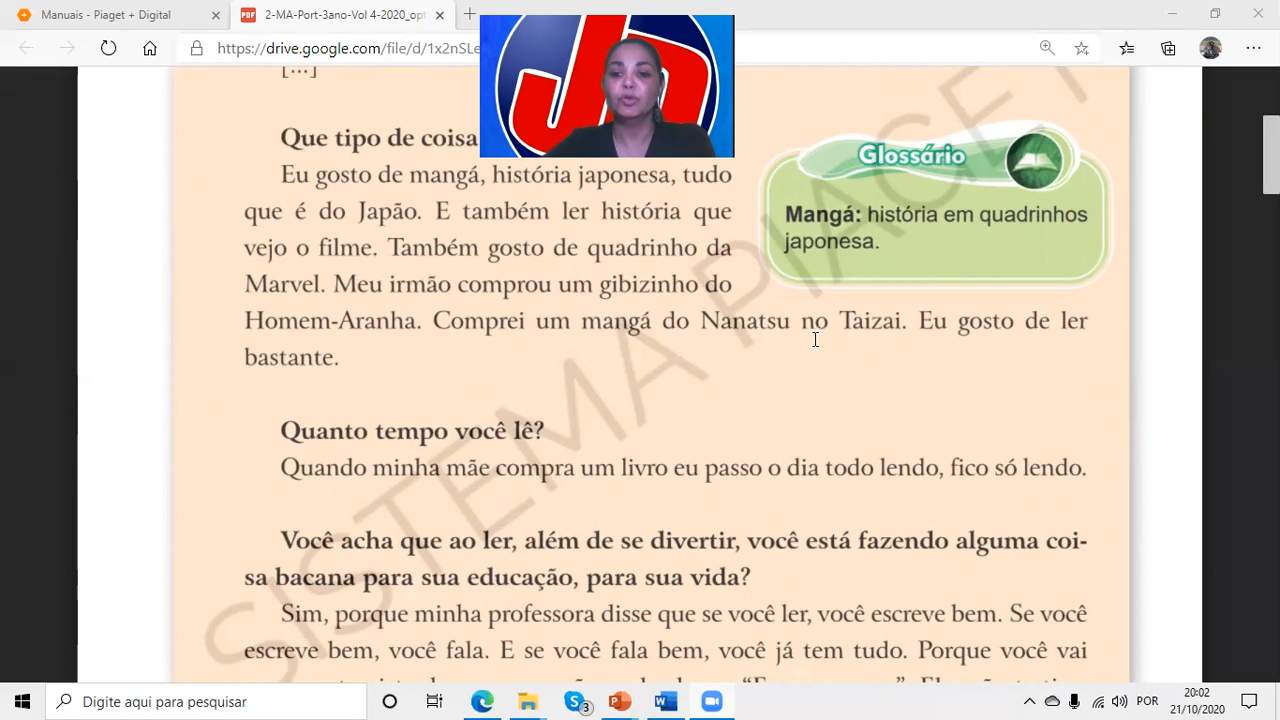 Manuais - Piaget + Digital
PDF
2-MA-Port-3ano-Vol 4-2020_opt
https://drive.google.com/file/d/1x2nSLe
[...]
Que tipo de coisa
Eu gosto de mangá, história japonesa, tudo
que é do Japão. E também ler história que
vejo o filme. Também gosto de quadrinho da
Marvel. Meu irmão comprou um gibizinho do
Homem-Aranha. Comprei um mangá do Nanatsu no Taizai. Eu gosto de ler
bastante.
Glossário
Mangá: história em quadrinhos
japonesa.
Quanto tempo você lê?
Quando minha mãe compra um livro eu passo o dia todo lendo, fico só lendo.
Você acha que ao ler, além de se divertir, você está fazendo alguma coi-
sa bacana para sua educação, para sua vida?
Sim, porque minha professora disse que se você ler, você escreve bem. Se você
escreve bem, você fala. E se você fala bem, você já tem tudo. Porque você vai
SISTEMA PIAGET
Digite aqui para pesquisar
3
POR
20:02
21/10/2020